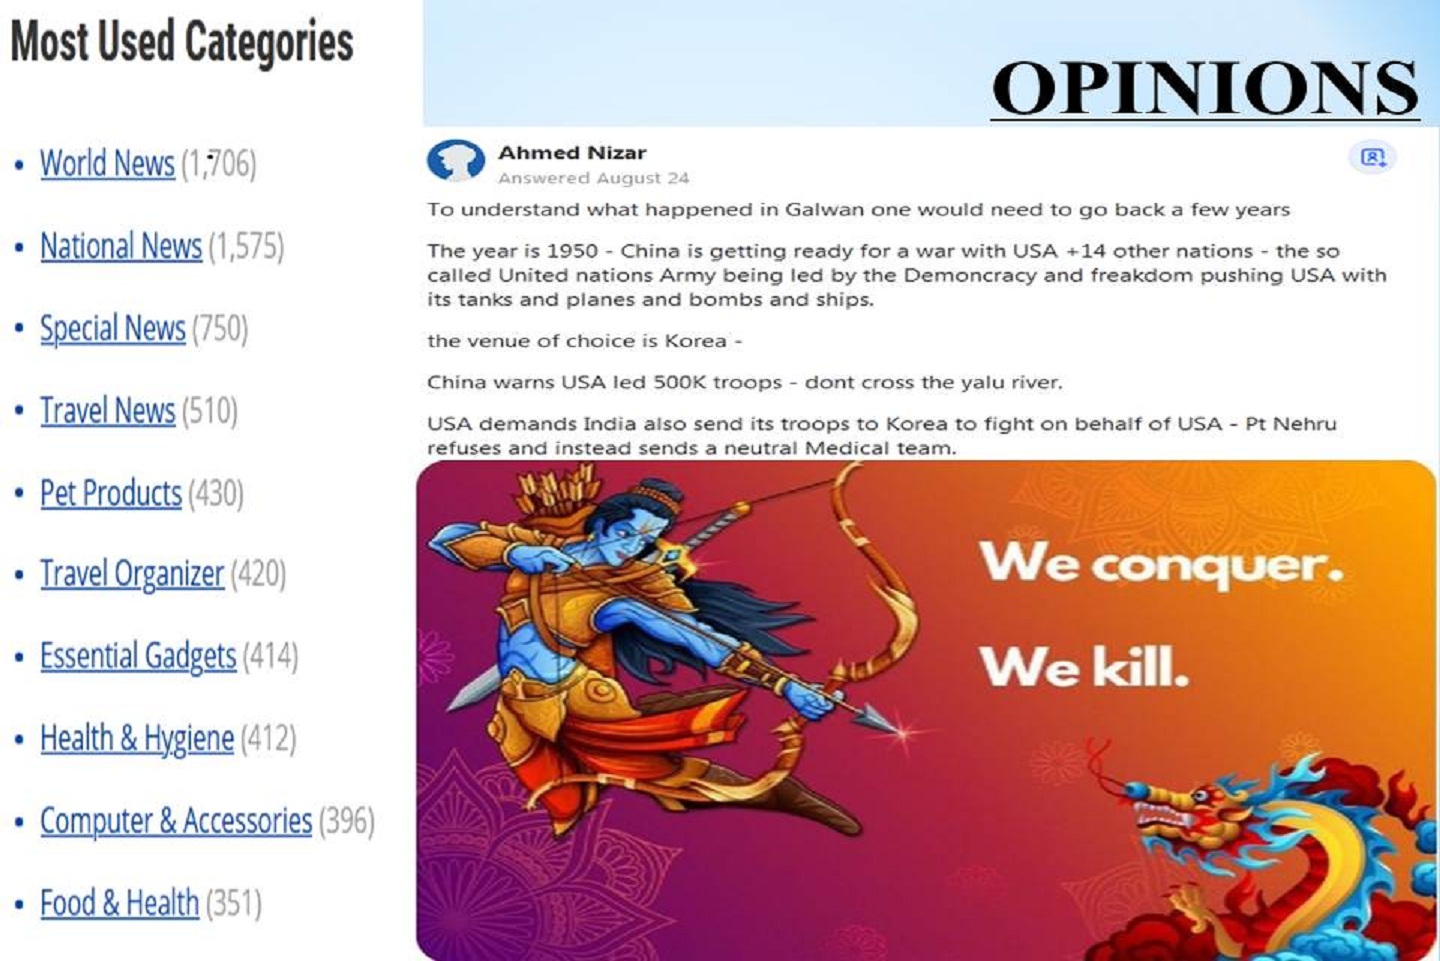 Most Used Categories
World News (1,706)
National News (1,575)
Special News (750)
Travel News (510)
Pet Products (430)
Travel Organizer (420)
Essential Gadgets (414)
Health & Hygiene (412)
Computer & Accessories (396)
Food & Health (351)
OPINIONS
Ahmed Nizar
Answered August 24
To understand what happened in Galwan one would need to go back a few years
The year is 1950 - China is getting ready for a war with USA +14 other nations - the so
called United nations Army being led by the Demoncracy and freakdom pushing USA with
its tanks and planes and bombs and ships.
the venue of choice is Korea -
China warns USA led 500K troops - dont cross the yalu river.
USA demands India also send its troops to Korea to fight on behalf of USA - Pt Nehru
refuses and instead sends a neutral Medical team.
We conquer.
We kill.